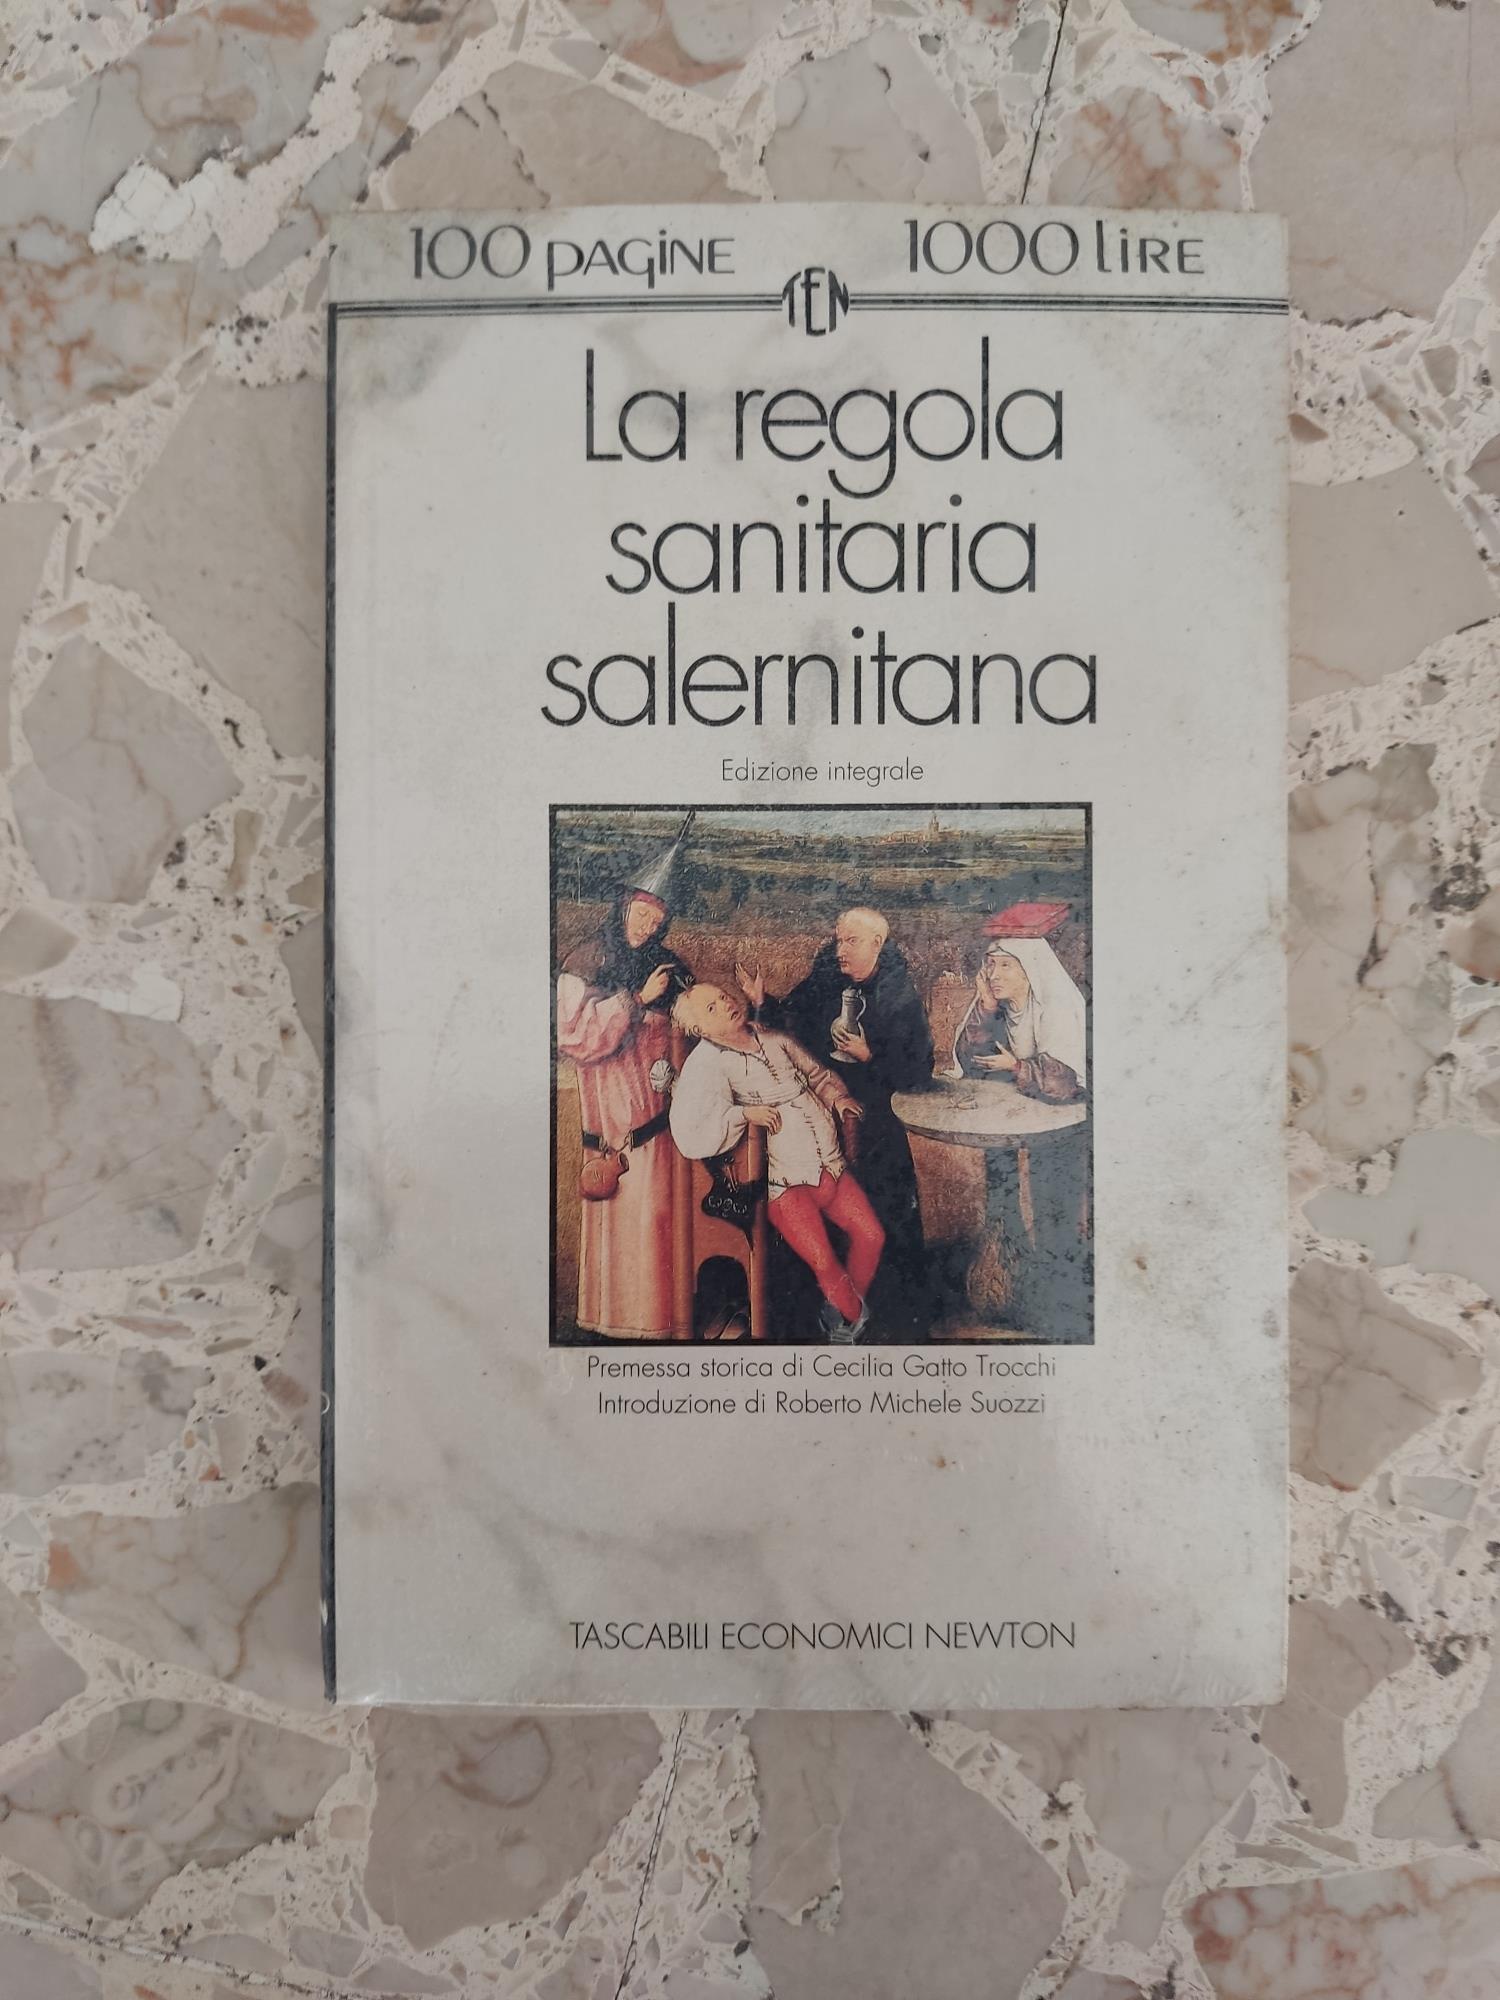 100 pagine 1000 lire
TEN
La regola
sanitaria
salernitana
Edizione integrale
Premessa storica di Cecilia Gatto Trocchi
Introduzione di Roberto Michele Suozzi
TASCABILI ECONOMICI NEWTON